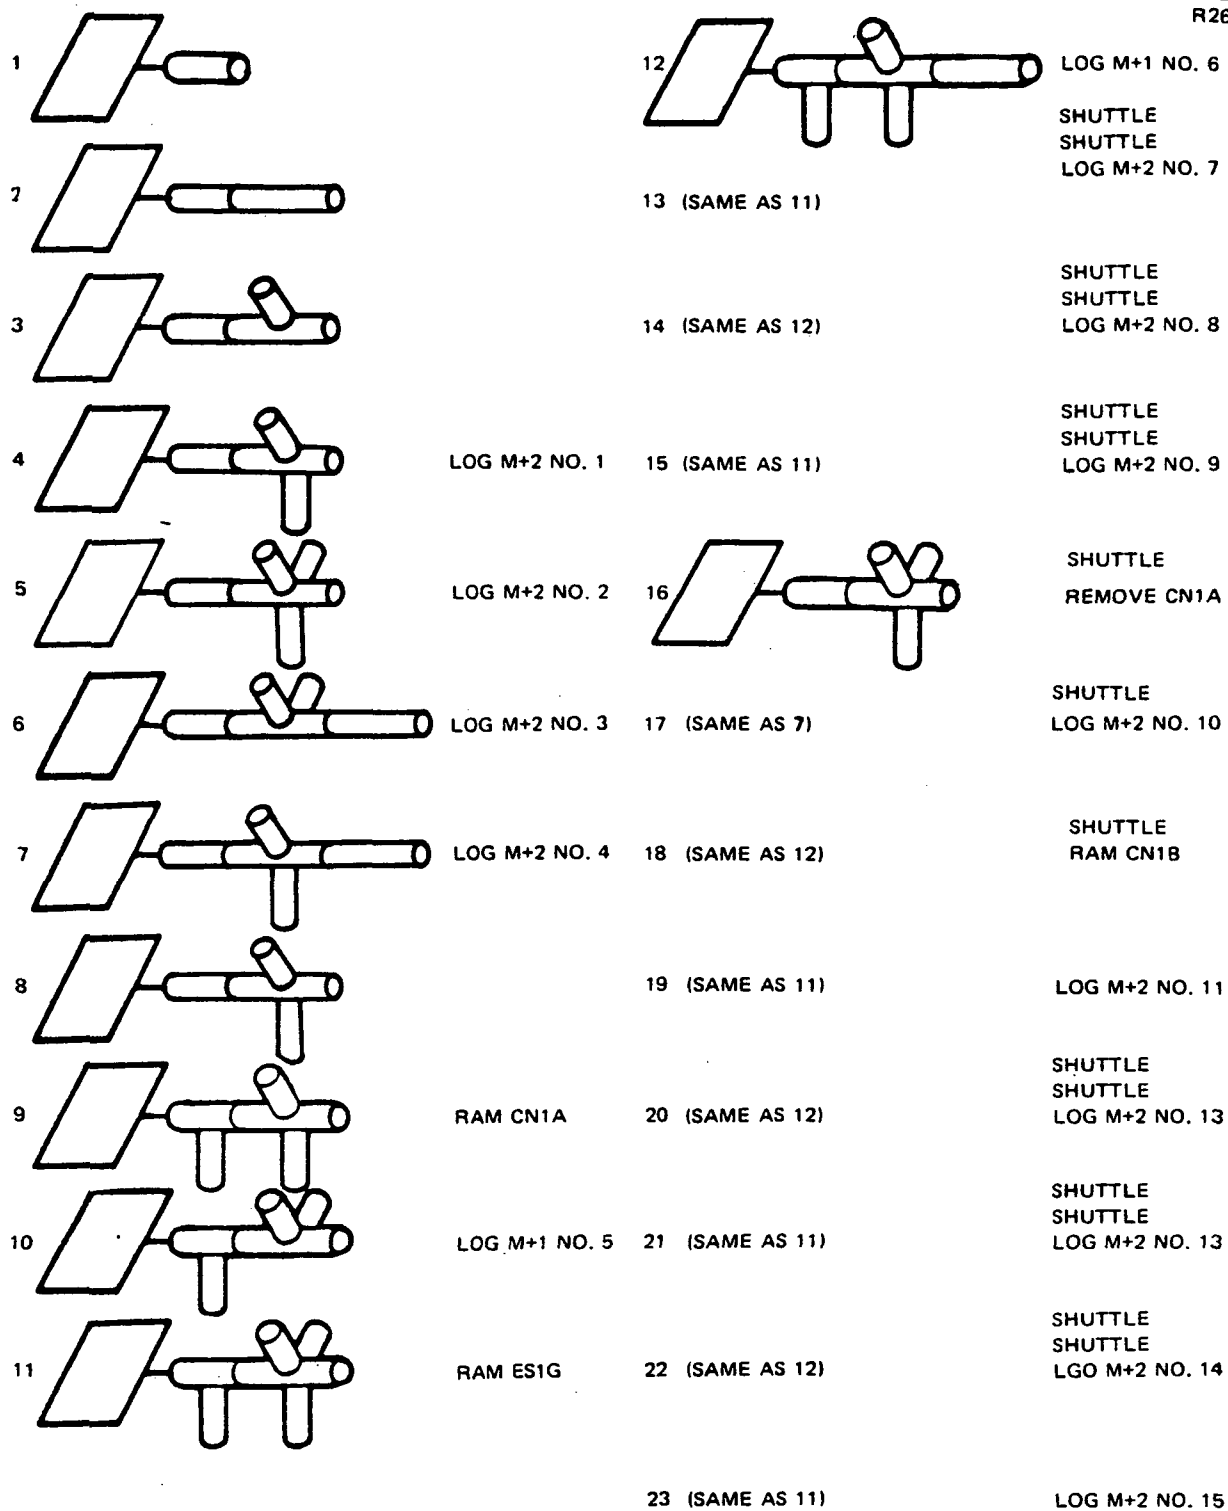 R26
1
2
3
4 LOG M+2 NO. 1
5 LOG M+2 NO. 2
6 LOG M+2 NO. 3
7 LOG M+2 NO. 4
8
9 RAM CN1A
10 LOG M+1 NO. 5
11 RAM ES1G
12 LOG M+1 NO. 6
SHUTTLE
SHUTTLE
LOG M+2 NO. 7
13 (SAME AS 11)
SHUTTLE
SHUTTLE
14 (SAME AS 12) LOG M+2 NO. 8
SHUTTLE
SHUTTLE
15 (SAME AS 11) LOG M+2 NO. 9
SHUTTLE
16 REMOVE CN1A
SHUTTLE
17 (SAME AS 7) LOG M+2 NO. 10
SHUTTLE
18 (SAME AS 12) RAM CN1B
19 (SAME AS 11) LOG M+2 NO. 11
SHUTTLE
SHUTTLE
20 (SAME AS 12) LOG M+2 NO. 13
SHUTTLE
SHUTTLE
21 (SAME AS 11) LOG M+2 NO. 13
SHUTTLE
SHUTTLE
22 (SAME AS 12) LGO M+2 NO. 14
23 (SAME AS 11) LOG M+2 NO. 15